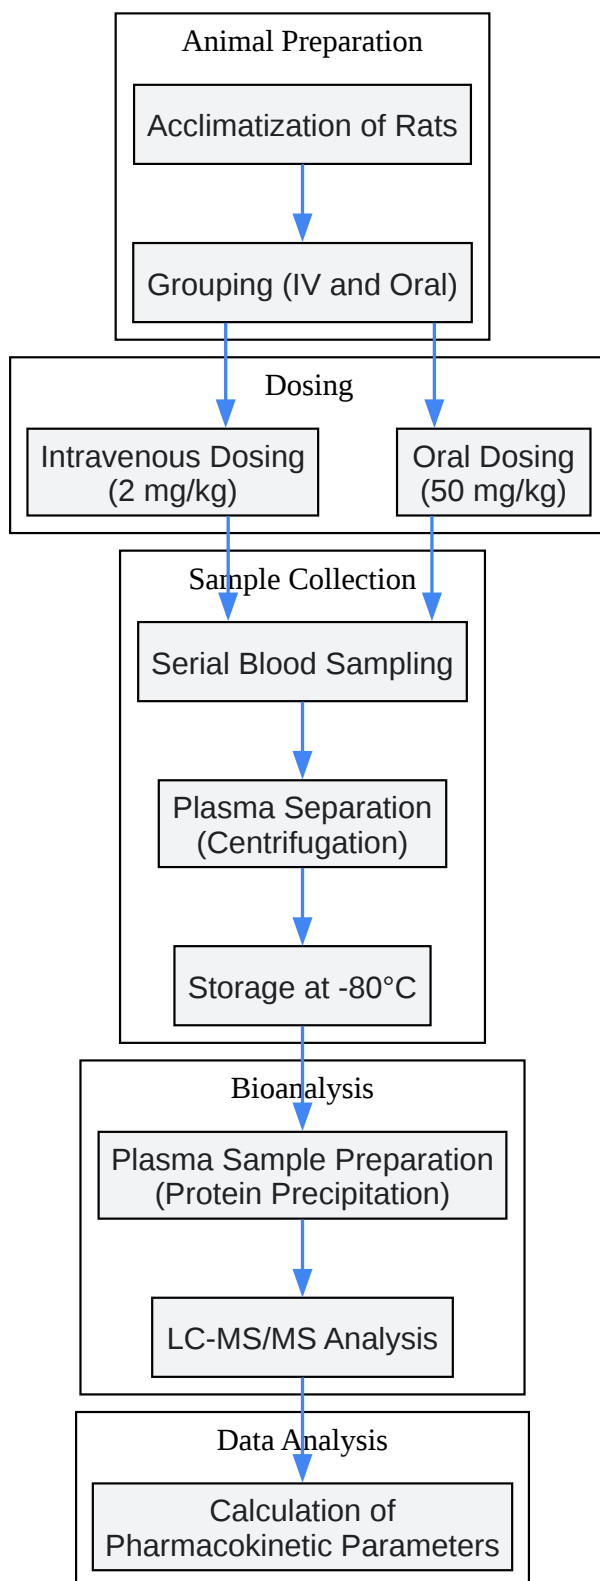 Animal Preparation
Acclimatization of Rats
Grouping (IV and Oral)
Dosing
Intravenous Dosing
(2 mg/kg)
Oral Dosing
(50 mg/kg)
Sample Collection
Serial Blood Sampling
Plasma Separation
(Centrifugation)
Storage at -80°C
Bioanalysis
Plasma Sample Preparation
(Protein Precipitation)
LC-MS/MS Analysis
Data Analysis
Calculation of
Pharmacokinetic Parameters